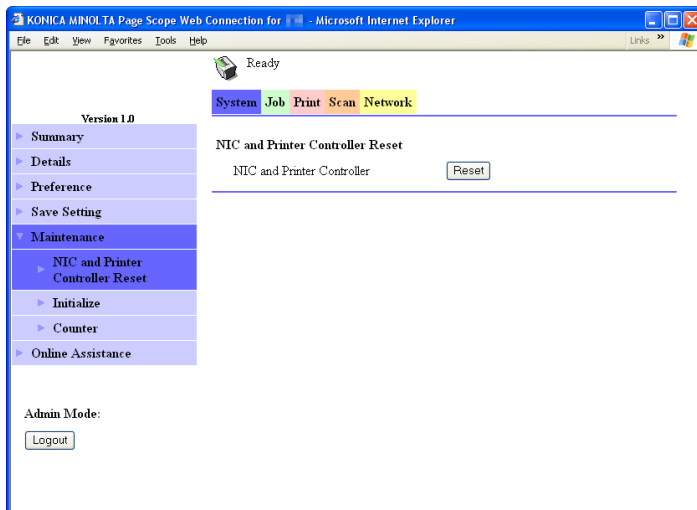 KONICA MINOLTA Page Scope Web Connection for - Microsoft Internet Explorer
File Edit View Favorites Tools Help
Links »
Ready
System Job Print Scan Network
Version 1.0
Summary
Details
Preference
Save Setting
Maintenance
NIC and Printer
Controller Reset
Initialize
Counter
Online Assistance
NIC and Printer Controller Reset
NIC and Printer Controller Reset
Admin Mode:
Logout